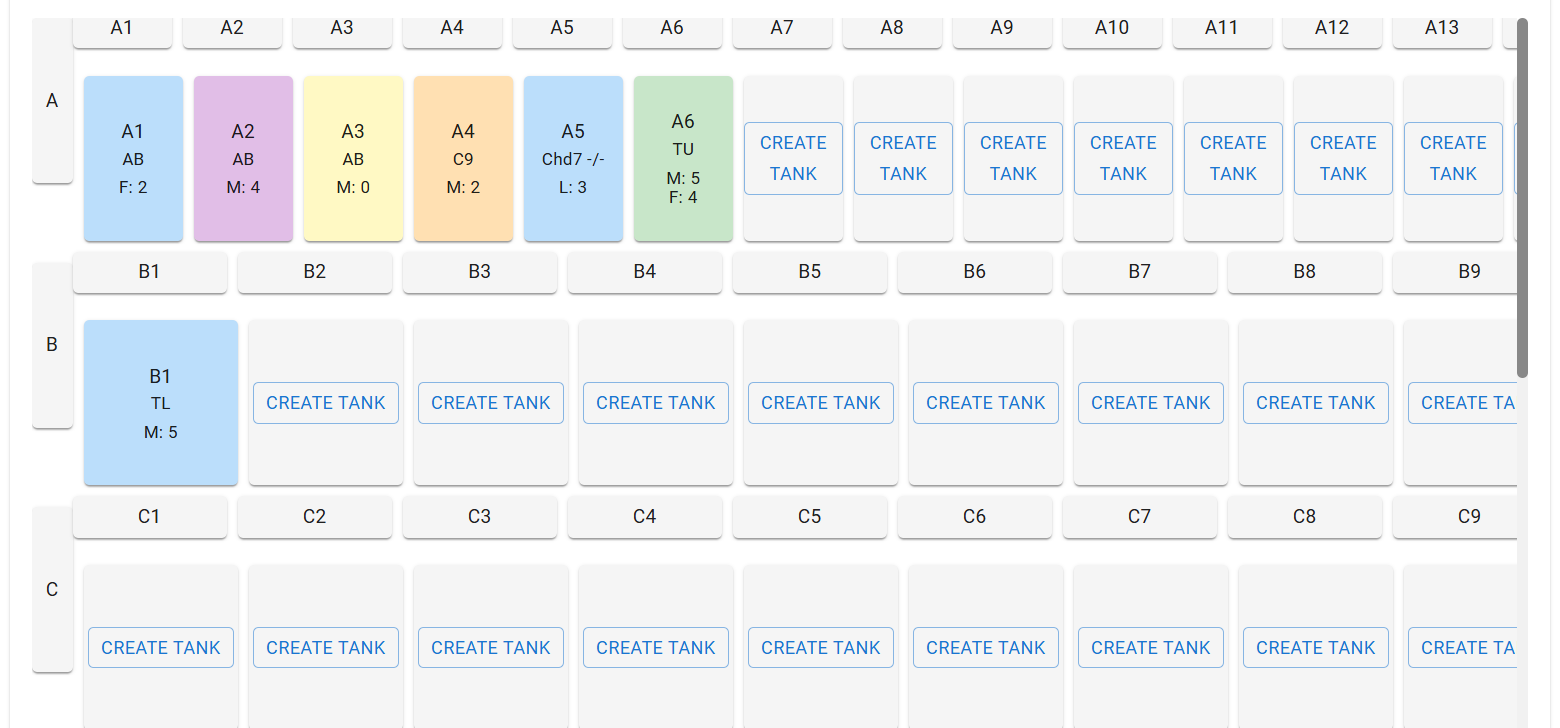 A1 A2 A3 A4 A5 A6 A7 A8 A9 A10 A11 A12 A13
A
A1
AB
F: 2
A2
AB
M: 4
A3
AB
M: 0
A4
C9
M: 2
A5
Chd7 -/-
L: 3
A6
TU
M: 5
F: 4
CREATE
TANK
CREATE
TANK
CREATE
TANK
CREATE
TANK
CREATE
TANK
CREATE
TANK
CREATE
TANK
B1 B2 B3 B4 B5 B6 B7 B8 B9
B
B1
TL
M: 5
CREATE TANK
CREATE TANK
CREATE TANK
CREATE TANK
CREATE TANK
CREATE TANK
CREATE TANK
CREATE TA
C1 C2 C3 C4 C5 C6 C7 C8 C9
C
CREATE TANK
CREATE TANK
CREATE TANK
CREATE TANK
CREATE TANK
CREATE TANK
CREATE TANK
CREATE TANK
CREATE TA